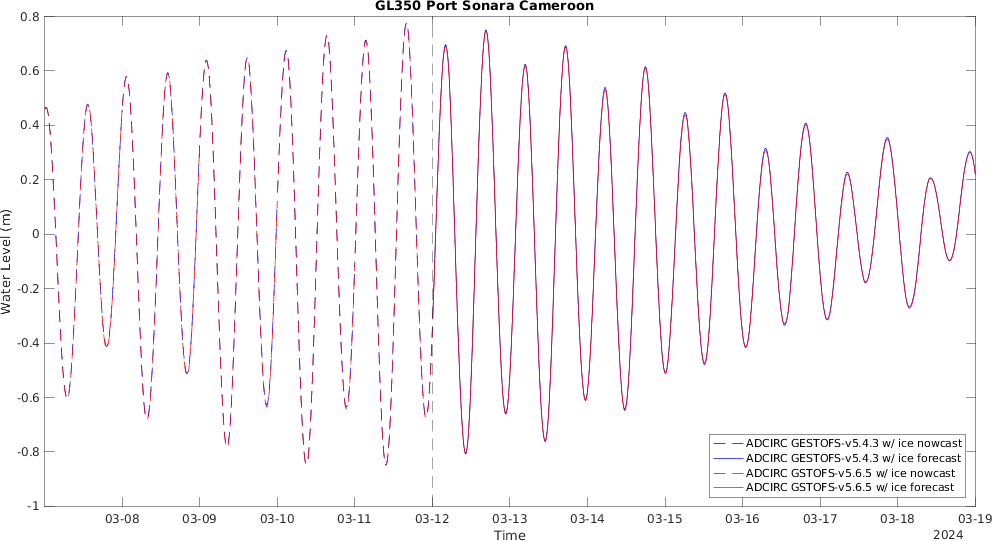 GL350 Port Sonara Cameroon
0.8
0.6
0.4
0.2
0
-0.2
-0.4
-0.6
-0.8
-1
Water Level (m)
ADCIRC GESTOFS-v5.4.3 w/ ice nowcast
ADCIRC GESTOFS-v5.4.3 w/ ice forecast
ADCIRC GSTOFS-v5.6.5 w/ ice nowcast
ADCIRC GSTOFS-v5.6.5 w/ ice forecast
03-08 03-09 03-10 03-11 03-12 03-13 03-14 03-15 03-16 03-17 03-18 03-19
Time
2024